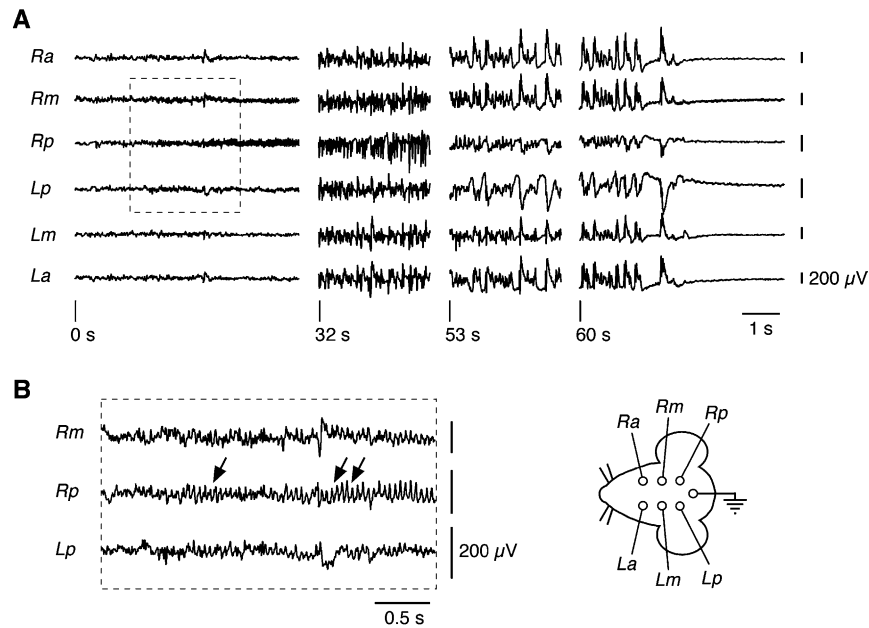 A
Ra
Rm
Rp
Lp
Lm
La
200 μV
0 s
32 s
53 s
60 s
1 s
B
Rm
Rp
Lp
200 μV
0.5 s
Ra
Rm
Rp
La
Lm
Lp